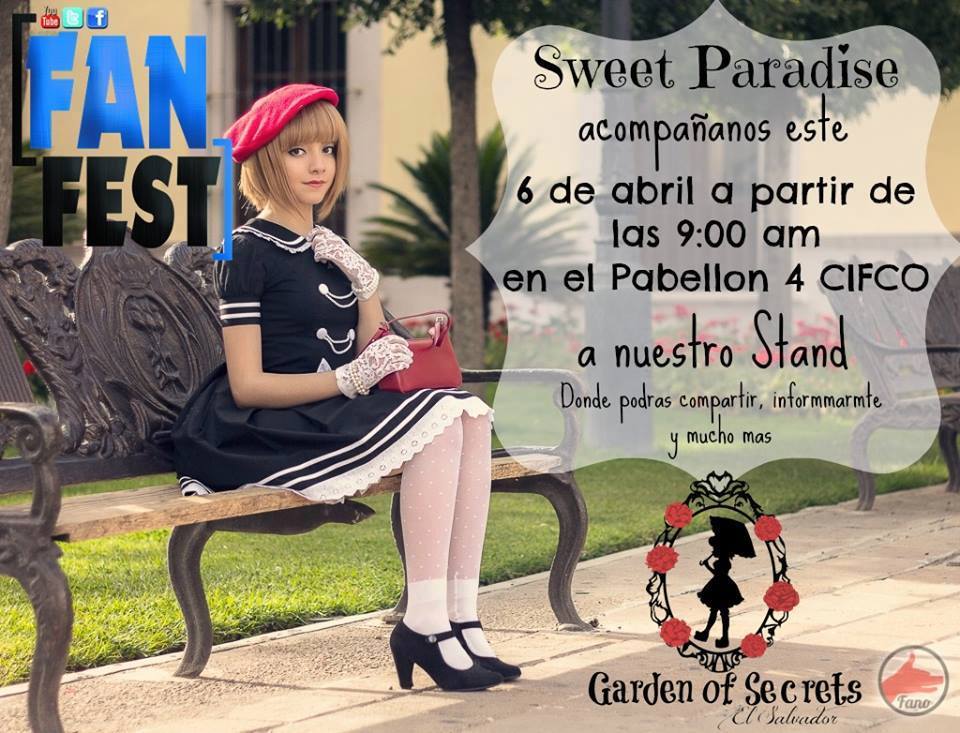 You
Tube
[FAN
FEST]
Sweet Paradise
acompañanos este
6 de abril a partir de
las 9:00 am
en el Pabellon 4 CIFCO
a nuestro Stand
Donde podras compartir, informmarmte
y mucho mas
Garden of Secrets
El Salvador
Fano